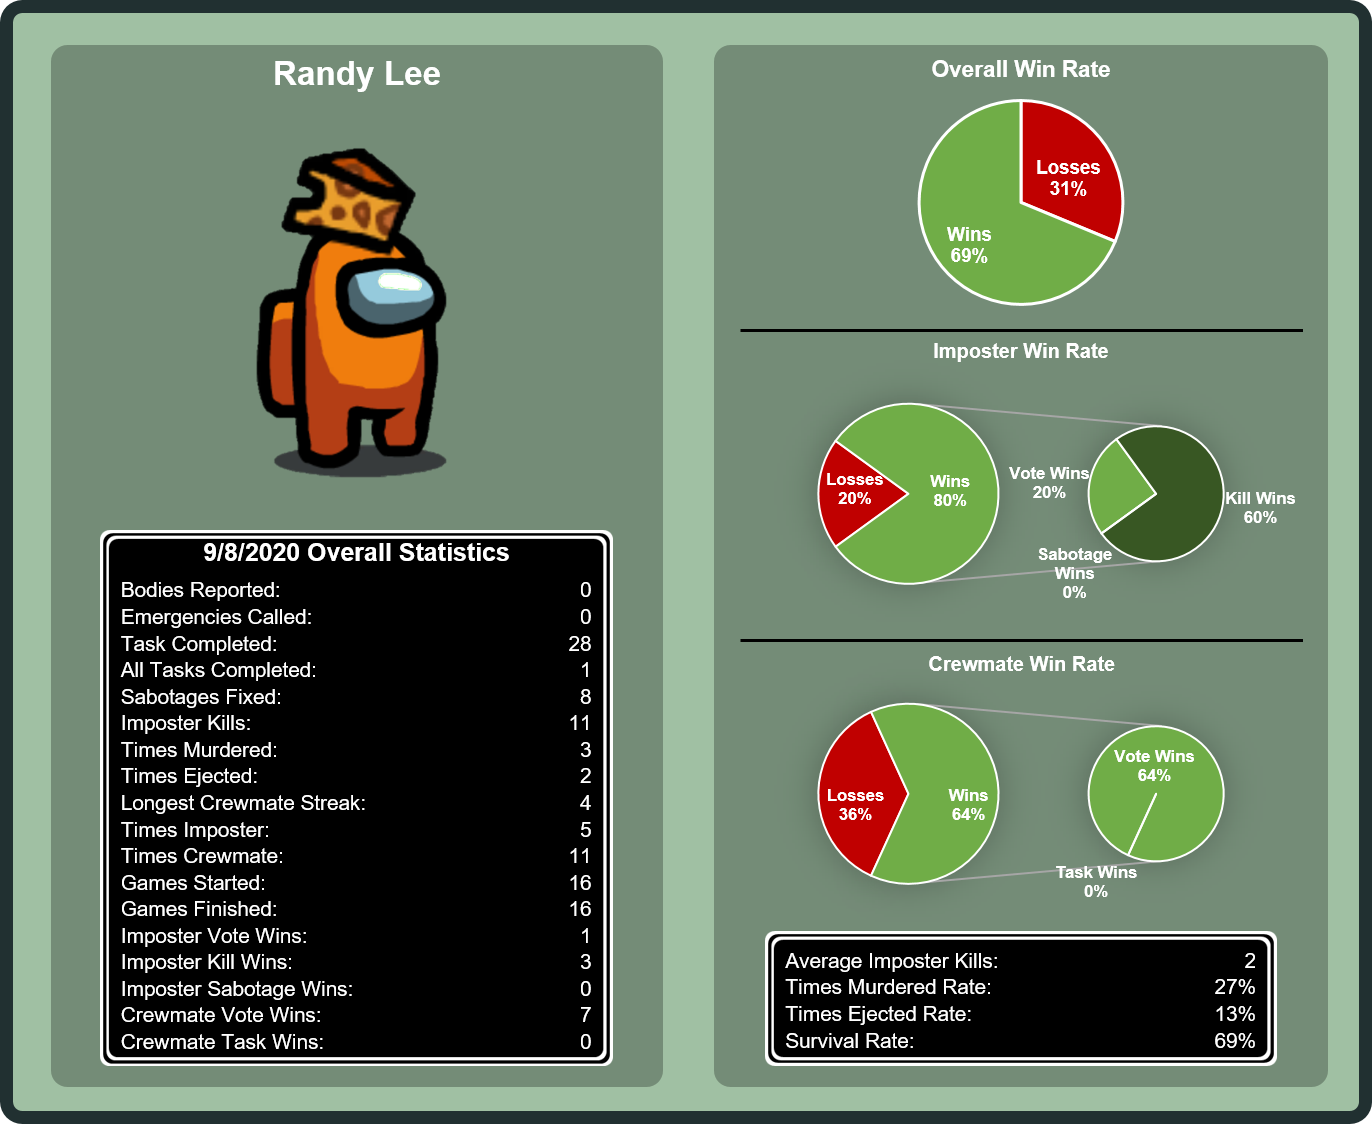 Randy Lee
9/8/2020 Overall Statistics
Bodies Reported: 0
Emergencies Called: 0
Task Completed: 28
All Tasks Completed: 1
Sabotages Fixed: 8
Imposter Kills: 11
Times Murdered: 3
Times Ejected: 2
Longest Crewmate Streak: 4
Times Imposter: 5
Times Crewmate: 11
Games Started: 16
Games Finished: 16
Imposter Vote Wins: 1
Imposter Kill Wins: 3
Imposter Sabotage Wins: 0
Crewmate Vote Wins: 7
Crewmate Task Wins: 0
Overall Win Rate
Losses
31%
Wins
69%
Imposter Win Rate
Losses
20%
Wins
80%
Vote Wins
20%
Kill Wins
60%
Sabotage
Wins
0%
Crewmate Win Rate
Losses
36%
Wins
64%
Vote Wins
64%
Task Wins
0%
Average Imposter Kills: 2
Times Murdered Rate: 27%
Times Ejected Rate: 13%
Survival Rate: 69%